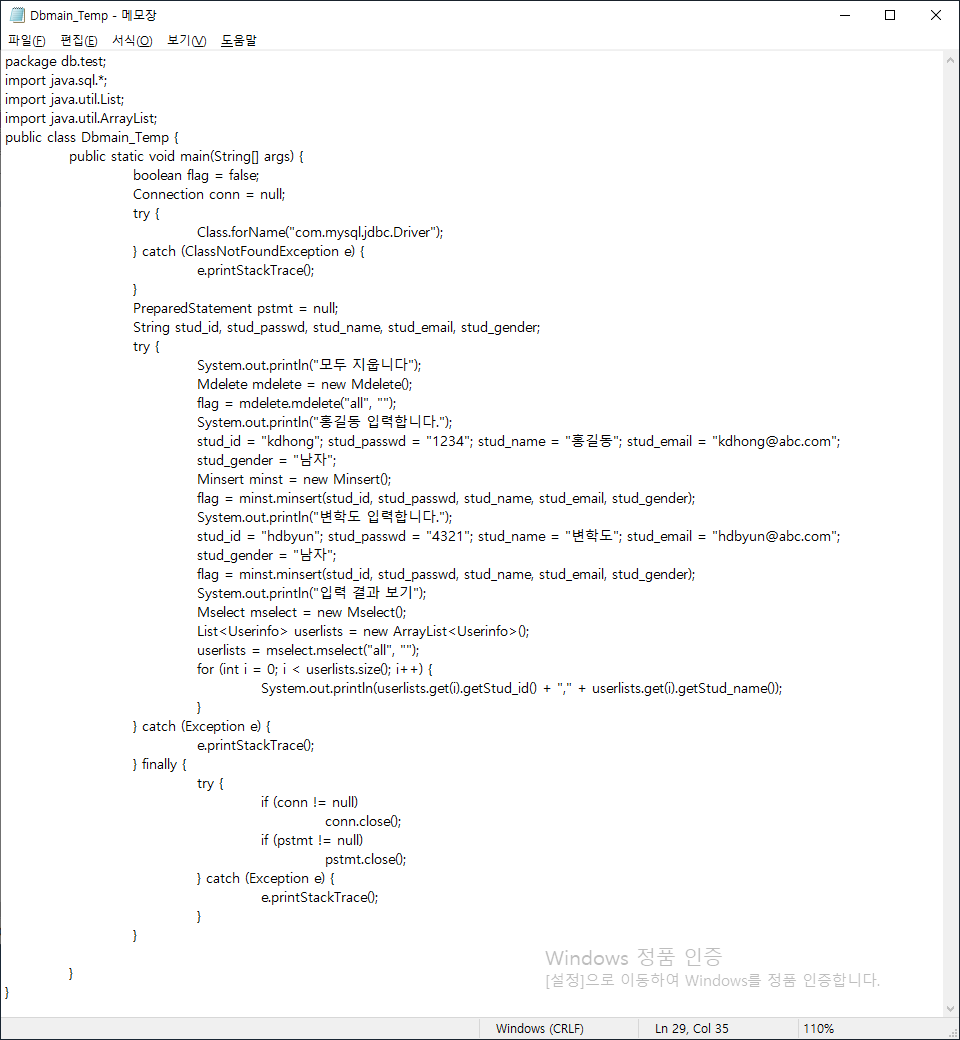 Dbmain_Temp - 메모장
파일(F) 편집(E) 서식(O) 보기(V) 도움말
package db.test;
import java.sql.*;
import java.util.List;
import java.util.ArrayList;
public class Dbmain_Temp {
public static void main(String[] args) {
boolean flag = false;
Connection conn = null;
try {
Class.forName("com.mysql.jdbc.Driver");
} catch (ClassNotFoundException e) {
e.printStackTrace();
}
PreparedStatement pstmt = null;
String stud_id, stud_passwd, stud_name, stud_email, stud_gender;
try {
System.out.println("모두 지웁니다");
Mdelete mdelete = new Mdelete();
flag = mdelete.mdelete("all", "");
System.out.println("홍길동 입력합니다.");
stud_id = "kdhong"; stud_passwd = "1234"; stud_name = "홍길동"; stud_email = "kdhong@abc.com";
stud_gender = "남자";
Minsert minst = new Minsert();
flag = minst.minsert(stud_id, stud_passwd, stud_name, stud_email, stud_gender);
System.out.println("변학도 입력합니다.");
stud_id = "hdbyun"; stud_passwd = "4321"; stud_name = "변학도"; stud_email = "hdbyun@abc.com";
stud_gender = "남자";
flag = minst.minsert(stud_id, stud_passwd, stud_name, stud_email, stud_gender);
System.out.println("입력 결과 보기");
Mselect mselect = new Mselect();
List<Userinfo> userlists = new ArrayList<Userinfo>();
userlists = mselect.mselect("all", "");
for (int i = 0; i < userlists.size(); i++) {
System.out.println(userlists.get(i).getStud_id() + "," + userlists.get(i).getStud_name());
}
} catch (Exception e) {
e.printStackTrace();
} finally {
try {
if (conn != null)
conn.close();
if (pstmt != null)
pstmt.close();
} catch (Exception e) {
e.printStackTrace();
}
}
}
}
Windows 정품 인증
[설정]으로 이동하여 Windows를 정품 인증합니다.
Windows (CRLF) Ln 29, Col 35 110%